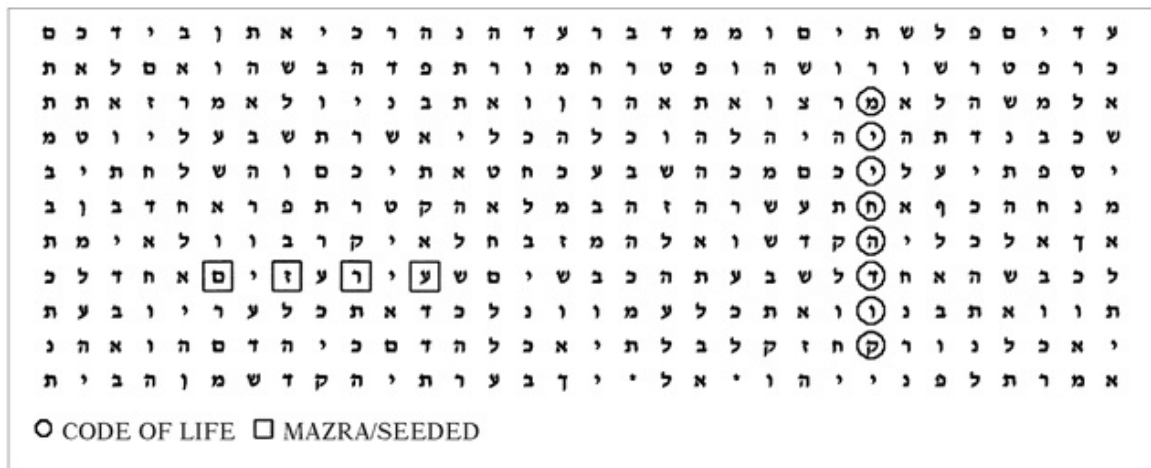 ע ד י ם פ ל ש ת י ם ו מ מ ד ב ר ע ד ה נ ה ר כ י א ת ן ב י ד כ ם
כ ר פ ט ר ש ו ר ו ש ה ו פ ט ר ח מ ו ר ת פ ד ה ב ש ה ו א ם ל א ת
א ל מ ש ה ל א מ ר צ ו א ת א ה ר ן ו א ת ב נ י ו ל א מ ר ז א ת ת
ש כ ב נ ד ת ה י ה י ה ל ה ו כ ל ה כ ל י א ש ר ת ש ב ע ל י ו ט מ
י ס פ ת י ע ל י כ ם מ כ ה ש ב ע כ ח ט א ת י כ ם ו ה ש ל ח ת י ב
מ נ ח ה כ ף א ח ת ע ש ר ה ז ה ב מ ל א ה ק ט ר ת פ ר א ח ד ב ן ב
א ך א ל כ ל י ה ק ד ש ו א ל ה מ ז ב ח ל א י ק ר ב ו ו ל א י מ ת
ל כ ב ש ה א ח ד ל ש ב ע ת ה כ ב ש י ם ש ע י ר ע ז י ם א ח ד ל כ
ת ו ו א ת ב נ ו ו א ת כ ל ע מ ו ו נ ל כ ד א ת כ ל ע ר י ו ב ע ת
י א כ ל נ ו ר ק ח ז ק ל ב ל ת י א כ ל ה ד ם כ י ה ד ם ה ו א ה נ
א מ ר ת ל פ נ י י ה ו * א ל * י ך ב ע ר ת י ה ק ד ש מ ן ה ב י ת
CODE OF LIFE MAZRA/SEEDED